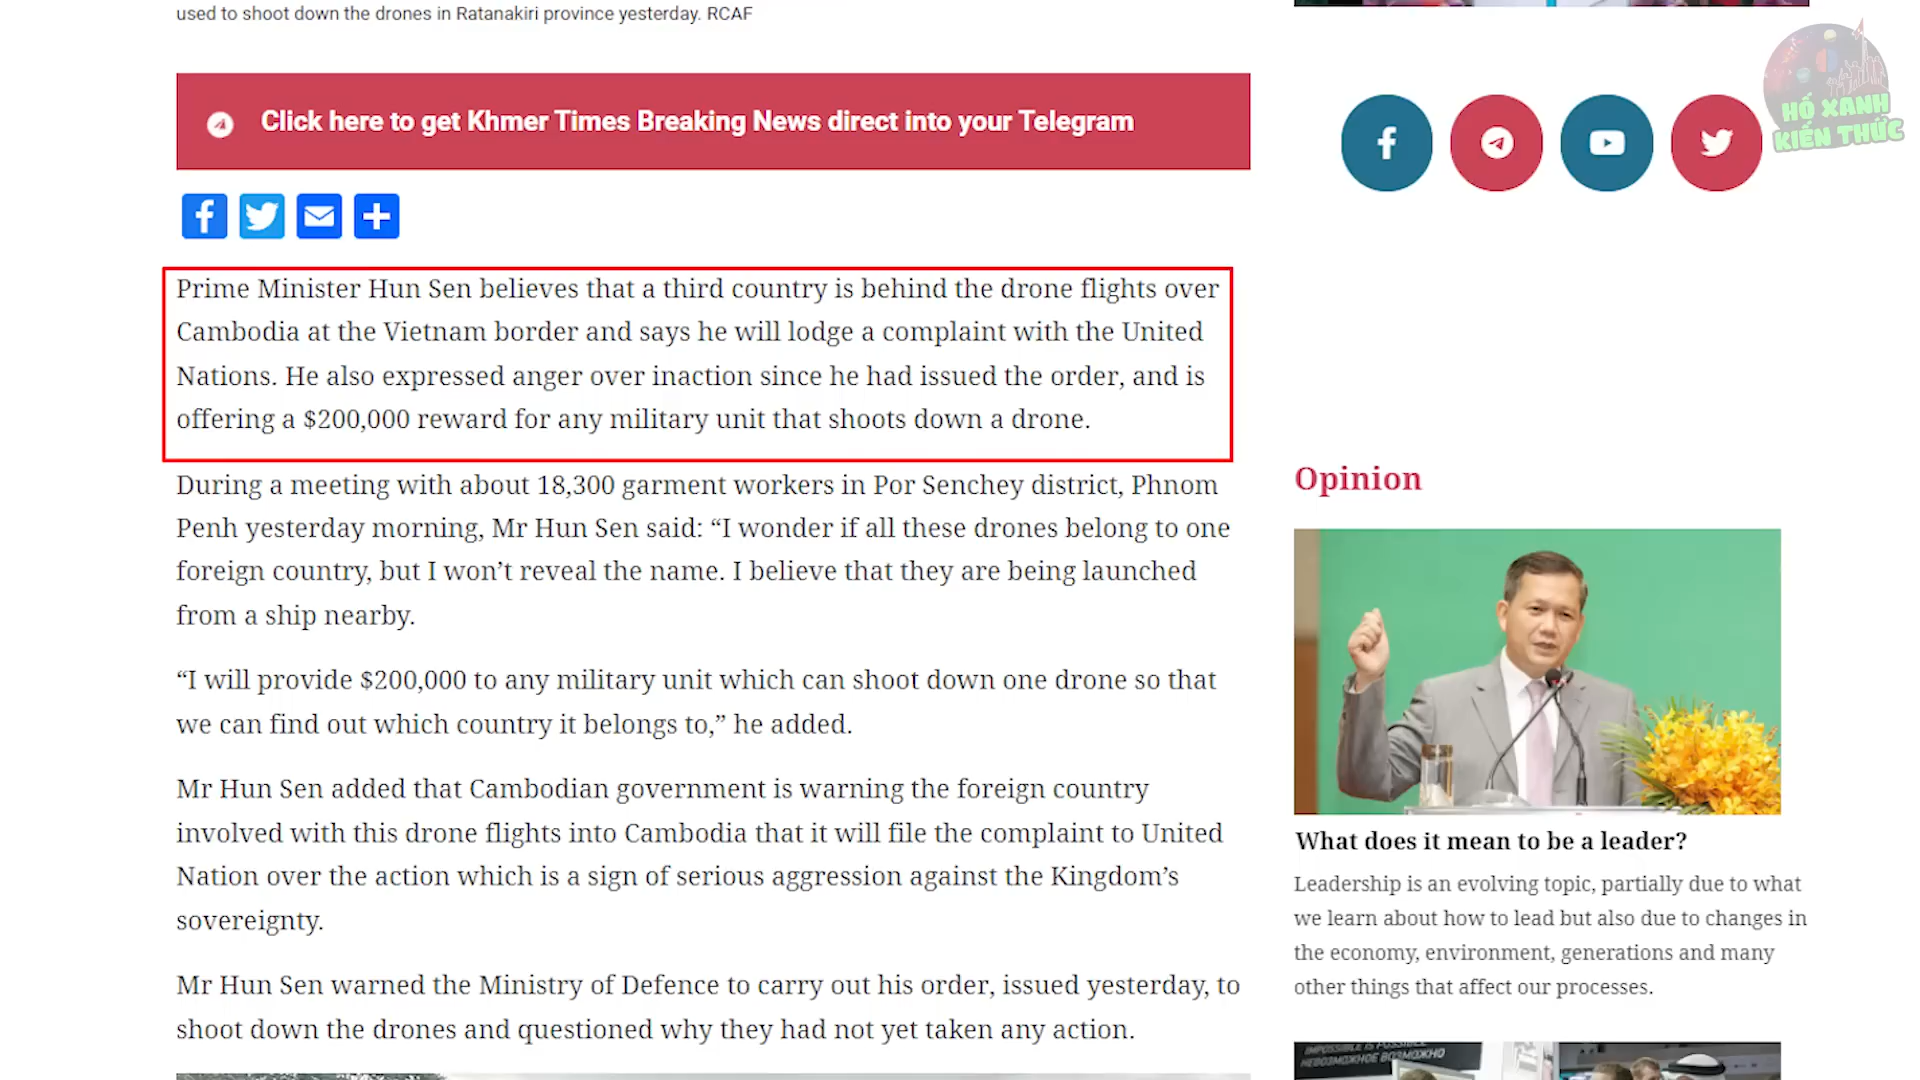 used to shoot down the drones in Ratanakiri province yesterday. RCAF
Click here to get Khmer Times Breaking News direct into your Telegram
Prime Minister Hun Sen believes that a third country is behind the drone flights over
Cambodia at the Vietnam border and says he will lodge a complaint with the United
Nations. He also expressed anger over inaction since he had issued the order, and is
offering a $200,000 reward for any military unit that shoots down a drone.
During a meeting with about 18,300 garment workers in Por Senchey district, Phnom
Penh yesterday morning, Mr Hun Sen said: “I wonder if all these drones belong to one
foreign country, but I won’t reveal the name. I believe that they are being launched
from a ship nearby.
“I will provide $200,000 to any military unit which can shoot down one drone so that
we can find out which country it belongs to,” he added.
Mr Hun Sen added that Cambodian government is warning the foreign country
involved with this drone flights into Cambodia that it will file the complaint to United
Nation over the action which is a sign of serious aggression against the Kingdom’s
sovereignty.
Mr Hun Sen warned the Ministry of Defence to carry out his order, issued yesterday, to
shoot down the drones and questioned why they had not yet taken any action.
HỐ XANH
KIẾN THỨC
Opinion
What does it mean to be a leader?
Leadership is an evolving topic, partially due to what
we learn about how to lead but also due to changes in
the economy, environment, generations and many
other things that affect our processes.
IMPOSSIBLE IS POSSIBLE
НЕВОЗМОЖНОЕ ВОЗМОЖНО